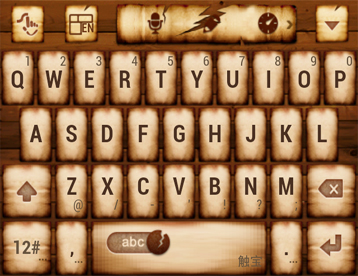 EN
1 2 3 4 5 6 7 8 9 0
Q W E R T Y U I O P
A S D F G H J K L
Z X C V B N M
@ / - _ ' ! ? ;
12# , ... abc 触宝 . ...